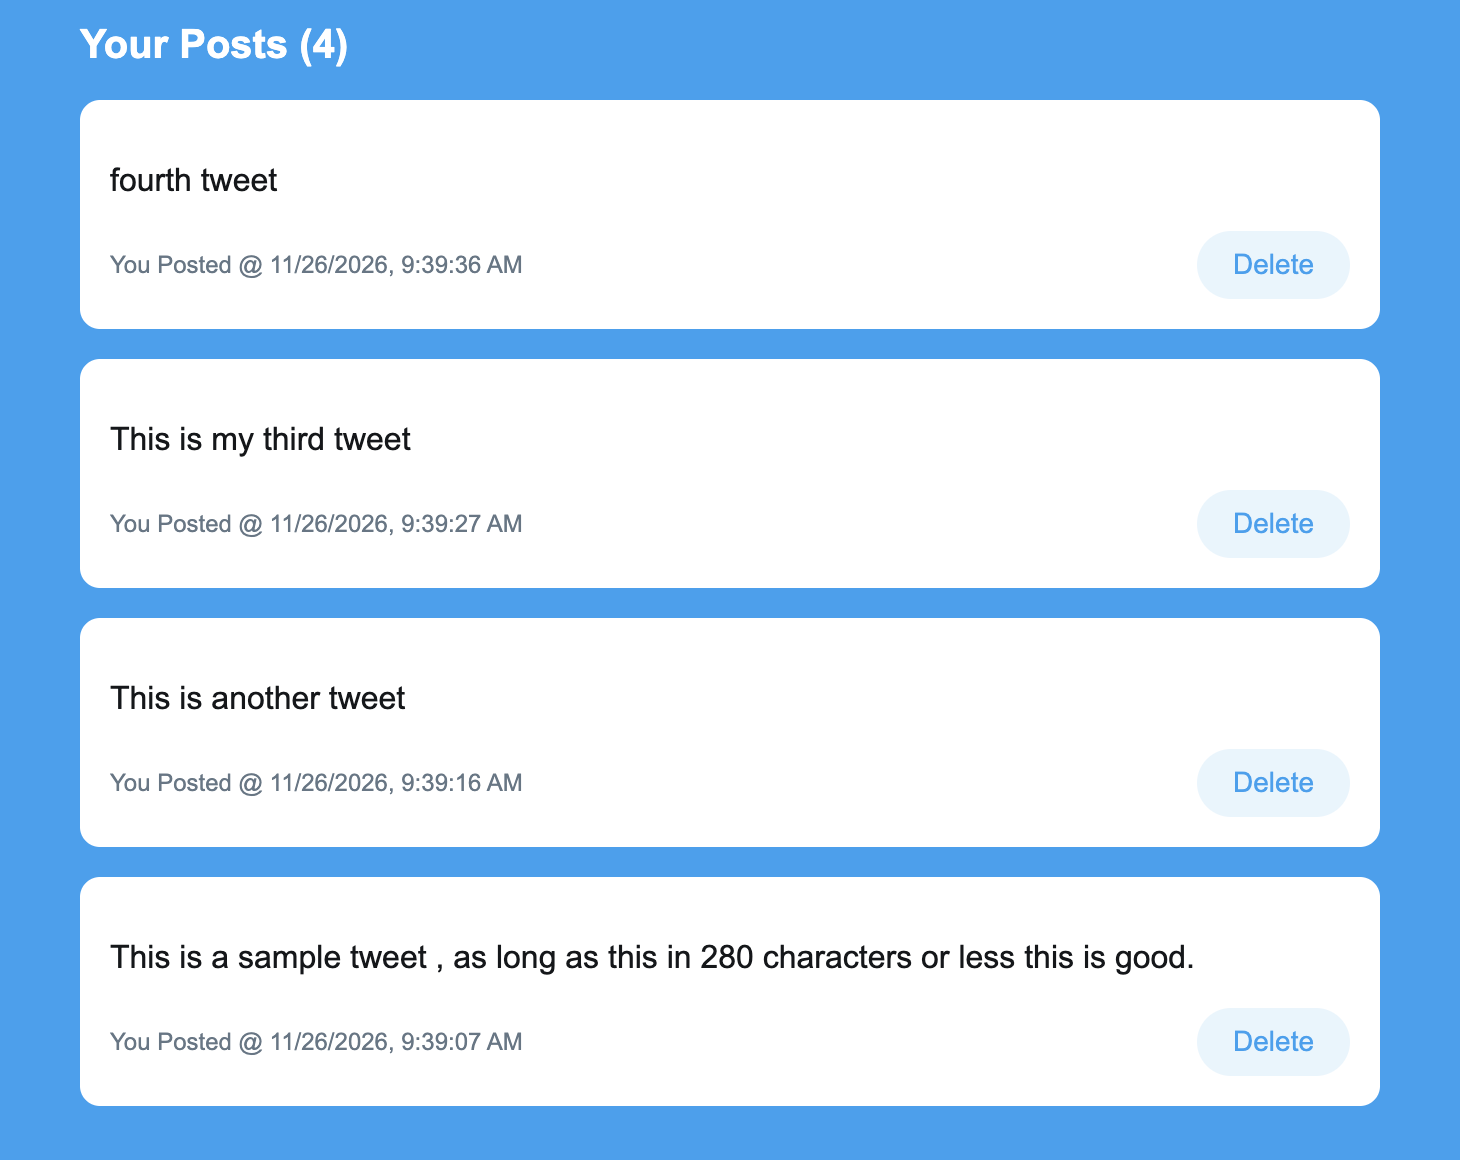 Your Posts (4)
fourth tweet
You Posted @ 11/26/2026, 9:39:36 AM
Delete
This is my third tweet
You Posted @ 11/26/2026, 9:39:27 AM
Delete
This is another tweet
You Posted @ 11/26/2026, 9:39:16 AM
Delete
This is a sample tweet , as long as this in 280 characters or less this is good.
You Posted @ 11/26/2026, 9:39:07 AM
Delete